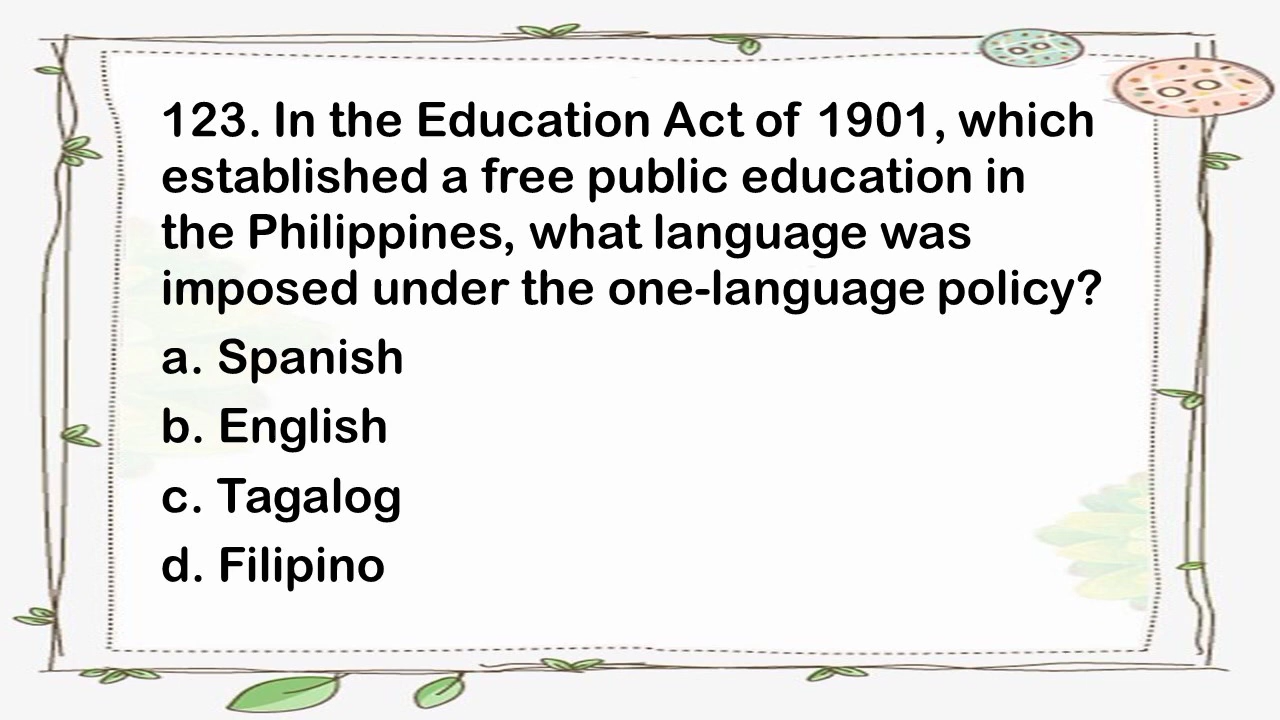 123. In the Education Act of 1901, which
established a free public education in
the Philippines, what language was
imposed under the one-language policy?
a. Spanish
b. English
c. Tagalog
d. Filipino